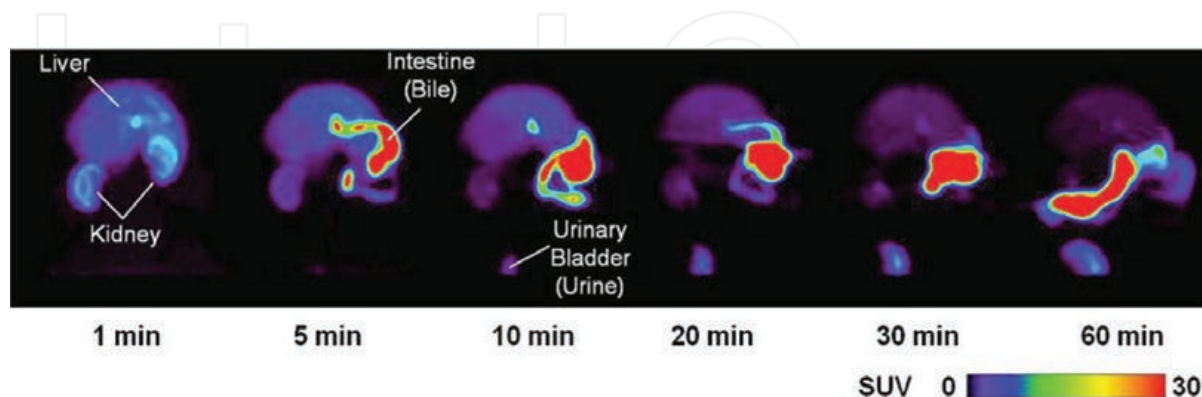 Liver
Intestine
(Bile)
Kidney
Urinary
Bladder
(Urine)
1 min
5 min
10 min
20 min
30 min
60 min
SUV 0 30